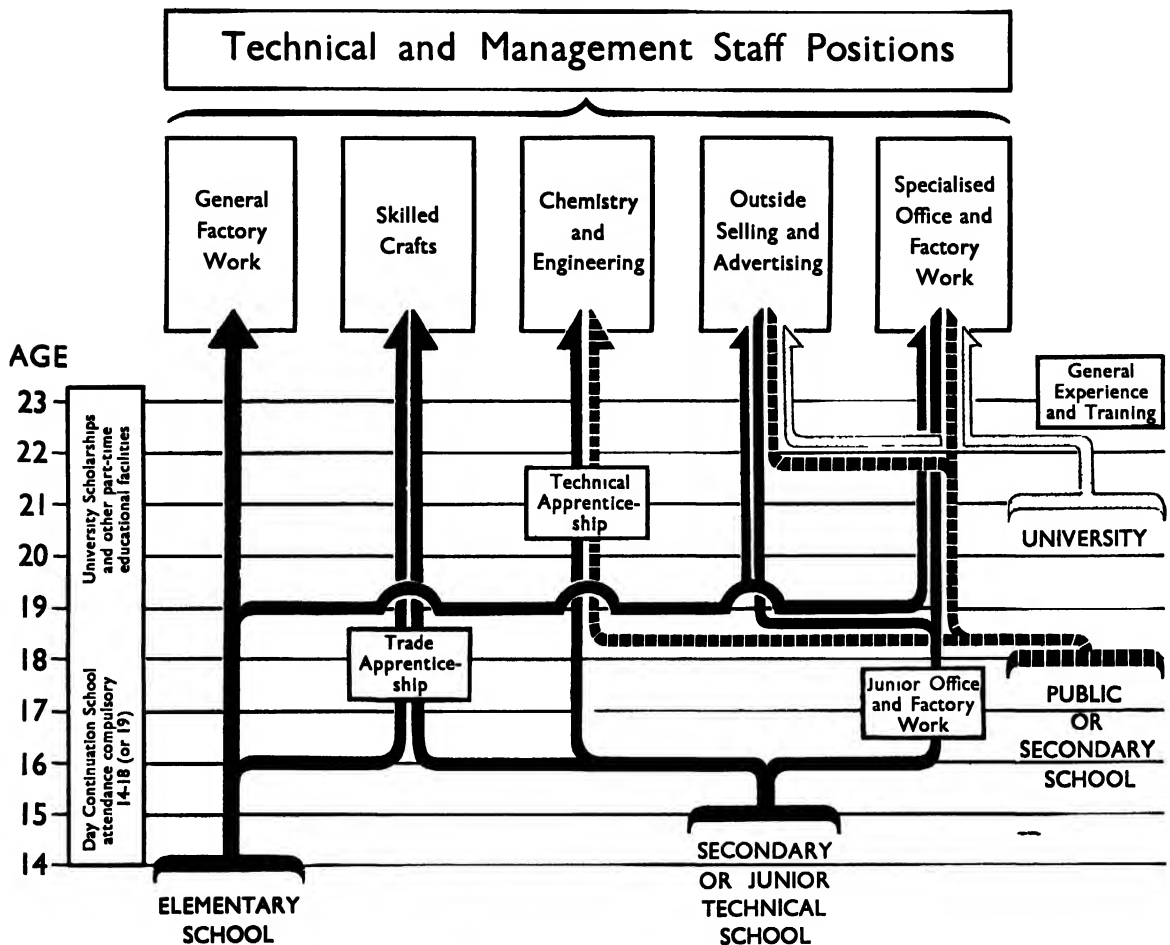 Technical and Management Staff Positions
General
Factory
Work
Skilled
Crafts
Chemistry
and
Engineering
Outside
Selling and
Advertising
Specialised
Office and
Factory
Work
AGE
23
22
21
20
19
18
17
16
15
14
University Scholarships
and other part-time
educational facilities
Day Continuation School
attendance compulsory
14-18 (or 19)
General
Experience
and Training
Technical
Apprentice-
ship
UNIVERSITY
Trade
Apprentice-
ship
Junior Office
and Factory
Work
PUBLIC
OR
SECONDARY
SCHOOL
SECONDARY
OR JUNIOR
TECHNICAL
SCHOOL
ELEMENTARY
SCHOOL